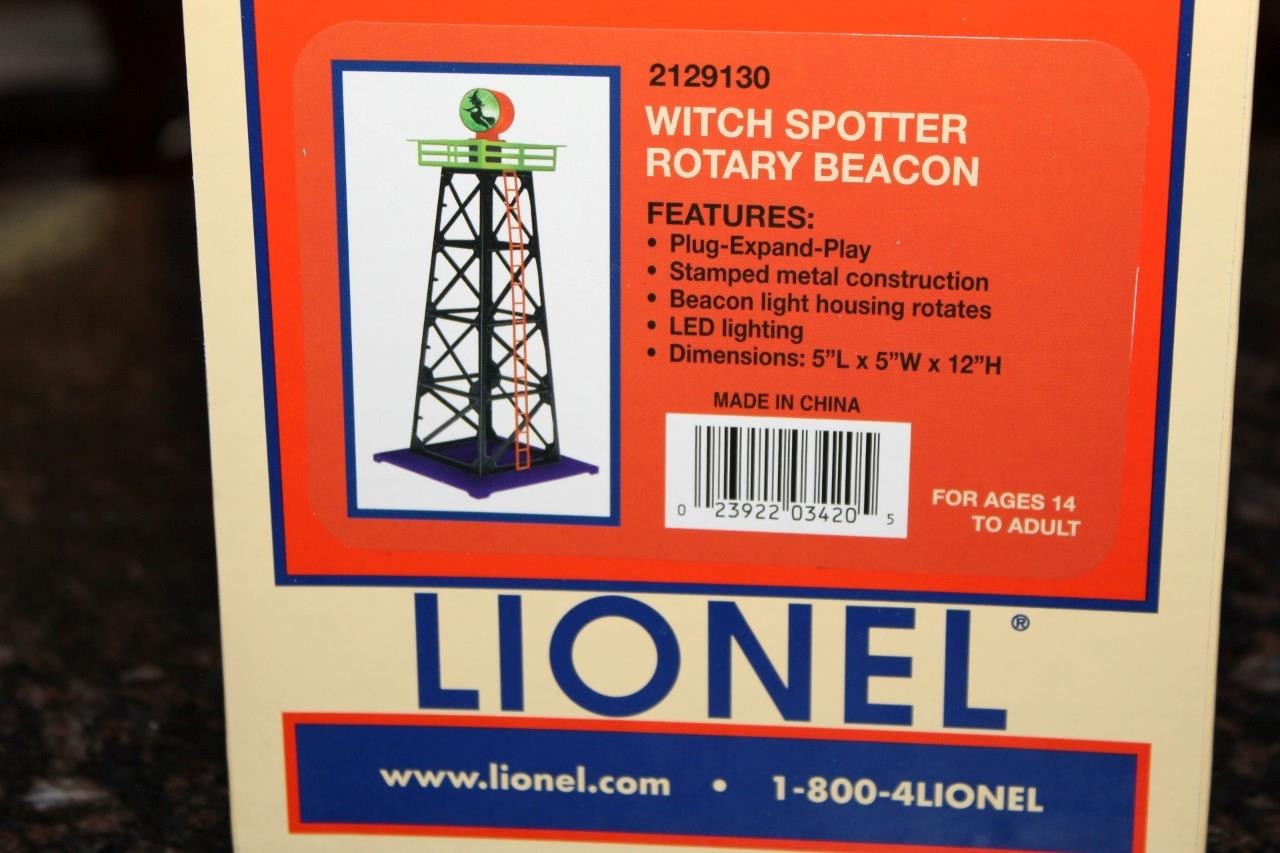 2129130
WITCH SPOTTER
ROTARY BEACON
FEATURES:
• Plug-Expand-Play
• Stamped metal construction
• Beacon light housing rotates
• LED lighting
• Dimensions: 5”L x 5”W x 12”H
MADE IN CHINA
0 23922 03420 5
FOR AGES 14
TO ADULT
LIONEL®
www.lionel.com • 1-800-4LIONEL